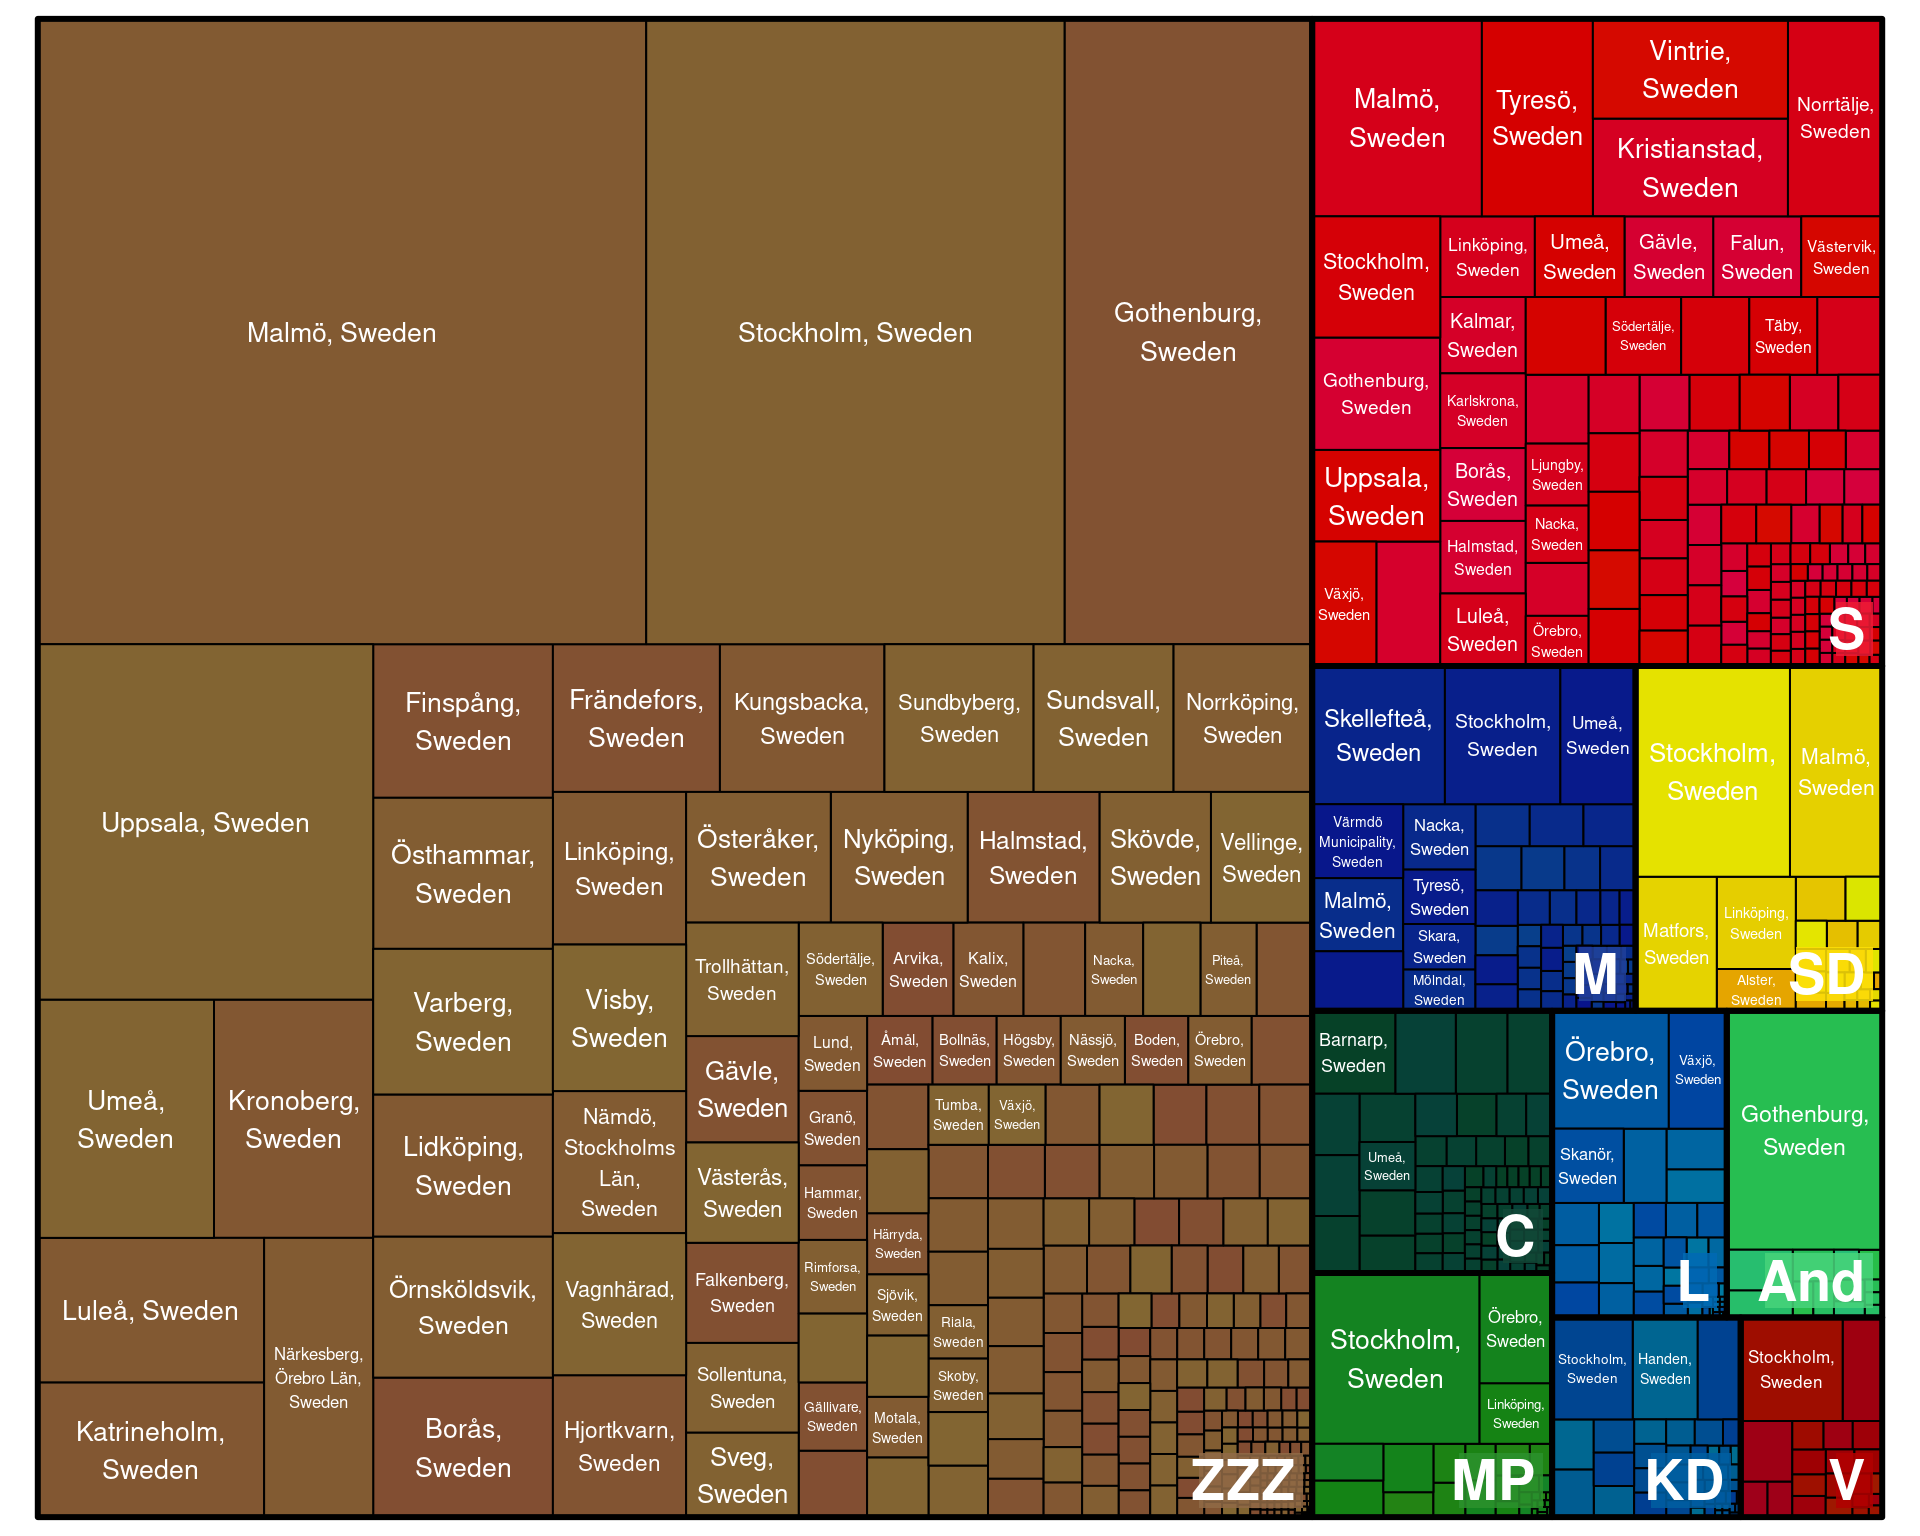 Malmö, Sweden
Stockholm, Sweden
Gothenburg,
Sweden
Uppsala, Sweden
Umeå,
Sweden
Kronoberg,
Sweden
Luleå, Sweden
Katrineholm,
Sweden
Närkesberg,
Örebro Län,
Sweden
Finspång,
Sweden
Östhammar,
Sweden
Varberg,
Sweden
Lidköping,
Sweden
Örnsköldsvik,
Sweden
Borås,
Sweden
Frändefors,
Sweden
Kungsbacka,
Sweden
Sundbyberg,
Sweden
Sundsvall,
Sweden
Norrköping,
Sweden
Linköping,
Sweden
Visby,
Sweden
Nämdö,
Stockholms
Län,
Sweden
Vagnhärad,
Sweden
Hjortkvarn,
Sweden
Österåker,
Sweden
Nyköping,
Sweden
Halmstad,
Sweden
Skövde,
Sweden
Vellinge,
Sweden
Trollhättan,
Sweden
Gävle,
Sweden
Västerås,
Sweden
Falkenberg,
Sweden
Sollentuna,
Sweden
Sveg,
Sweden
Södertälje,
Sweden
Arvika,
Sweden
Kalix,
Sweden
Nacka,
Sweden
Piteå,
Sweden
Lund,
Sweden
Granö,
Sweden
Hammar,
Sweden
Rimforsa,
Sweden
Gällivare,
Sweden
Åmål,
Sweden
Bollnäs,
Sweden
Högsby,
Sweden
Nässjö,
Sweden
Boden,
Sweden
Örebro,
Sweden
Härryda,
Sweden
Sjövik,
Sweden
Motala,
Sweden
Tumba,
Sweden
Växjö,
Sweden
Riala,
Sweden
Skoby,
Sweden
ZZZ
Malmö,
Sweden
Tyresö,
Sweden
Vintrie,
Sweden
Kristianstad,
Sweden
Norrtälje,
Sweden
Stockholm,
Sweden
Gothenburg,
Sweden
Uppsala,
Sweden
Växjö,
Sweden
Linköping,
Sweden
Umeå,
Sweden
Gävle,
Sweden
Falun,
Sweden
Västervik,
Sweden
Kalmar,
Sweden
Karlskrona,
Sweden
Borås,
Sweden
Halmstad,
Sweden
Luleå,
Sweden
Södertälje,
Sweden
Täby,
Sweden
Ljungby,
Sweden
Nacka,
Sweden
Örebro,
Sweden
S
Skellefteå,
Sweden
Stockholm,
Sweden
Umeå,
Sweden
Värmdö
Municipality,
Sweden
Malmö,
Sweden
Nacka,
Sweden
Tyresö,
Sweden
Skara,
Sweden
Mölndal,
Sweden
M
Stockholm,
Sweden
Malmö,
Sweden
Matfors,
Sweden
Linköping,
Sweden
Alster,
Sweden
SD
Barnarp,
Sweden
Umeå,
Sweden
C
Örebro,
Sweden
Växjö,
Sweden
Skanör,
Sweden
L
Gothenburg,
Sweden
And
Stockholm,
Sweden
Örebro,
Sweden
Linköping,
Sweden
MP
Stockholm,
Sweden
Handen,
Sweden
KD
Stockholm,
Sweden
V